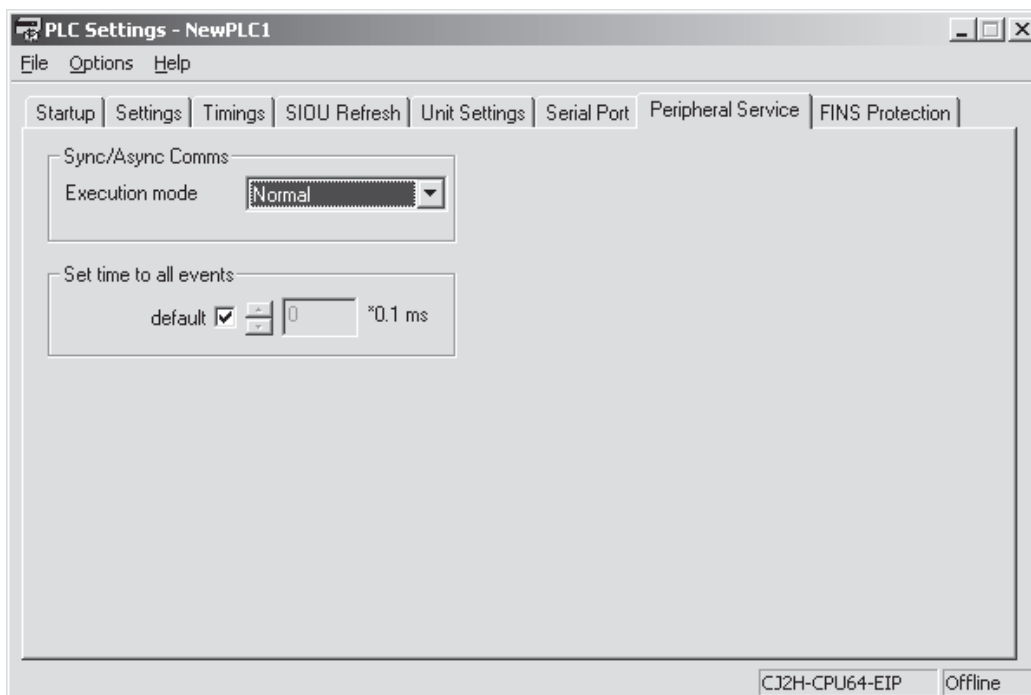 PLC Settings - NewPLC1
File Options Help
Startup Settings Timings SIOU Refresh Unit Settings Serial Port Peripheral Service FINS Protection
Sync/Async Comms
Execution mode Normal
Set time to all events
default 0 *0.1 ms
CJ2H-CPU64-EIP Offline